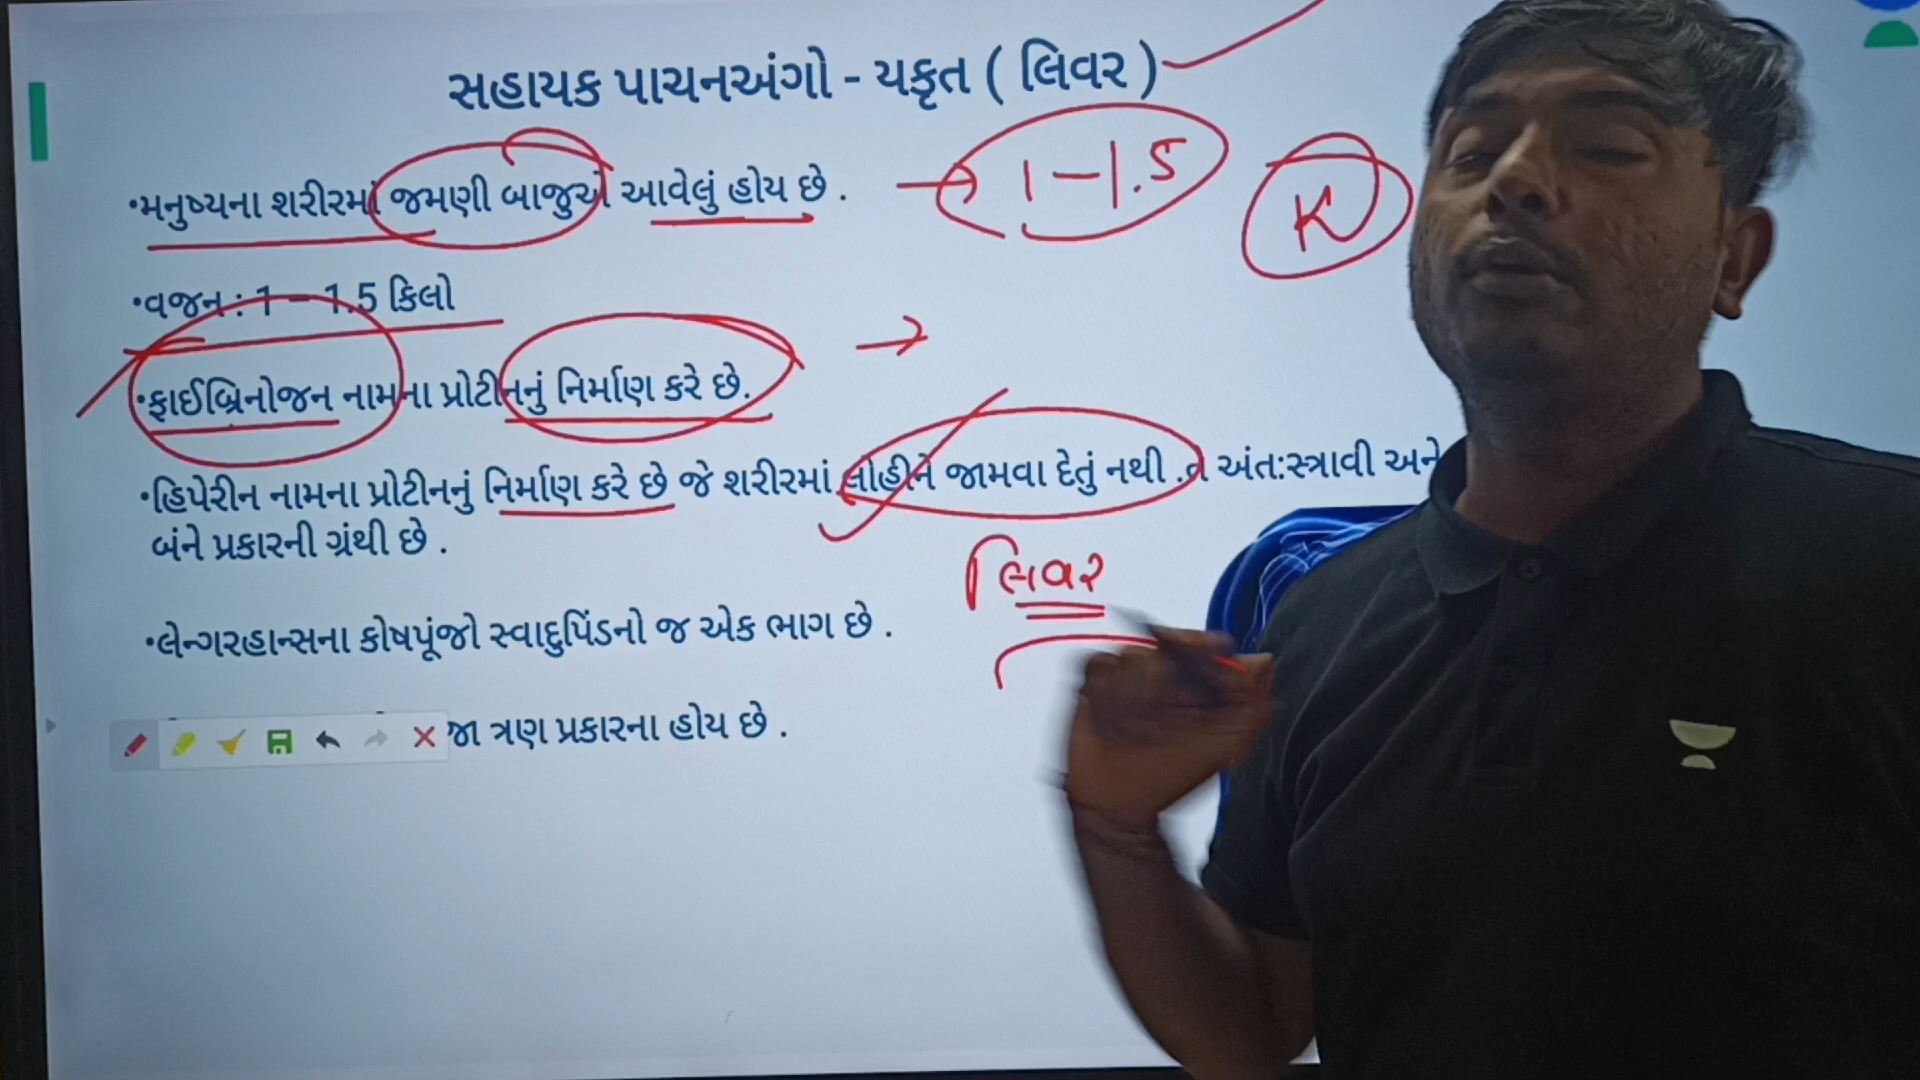 સહાયક પાચનઅંગો - યકૃત ( લિવર )
•મનુષ્યના શરીરમાં જમણી બાજુએ આવેલું હોય છે .
→ 1 - 1.5
K
•વજન : 1 – 1.5 કિલો
•ફાઈબ્રિનોજન નામના પ્રોટીનનું નિર્માણ કરે છે. →
•હિપેરીન નામના પ્રોટીનનું નિર્માણ કરે છે જે શરીરમાં લોહીને જામવા દેતું નથી . અંત:સ્ત્રાવી અને
બંને પ્રકારની ગ્રંથી છે .
લિવર
•લેન્ગરહાન્સના કોષપૂંજો સ્વાદુપિંડનો જ એક ભાગ છે .
ત્રણ પ્રકારના હોય છે .